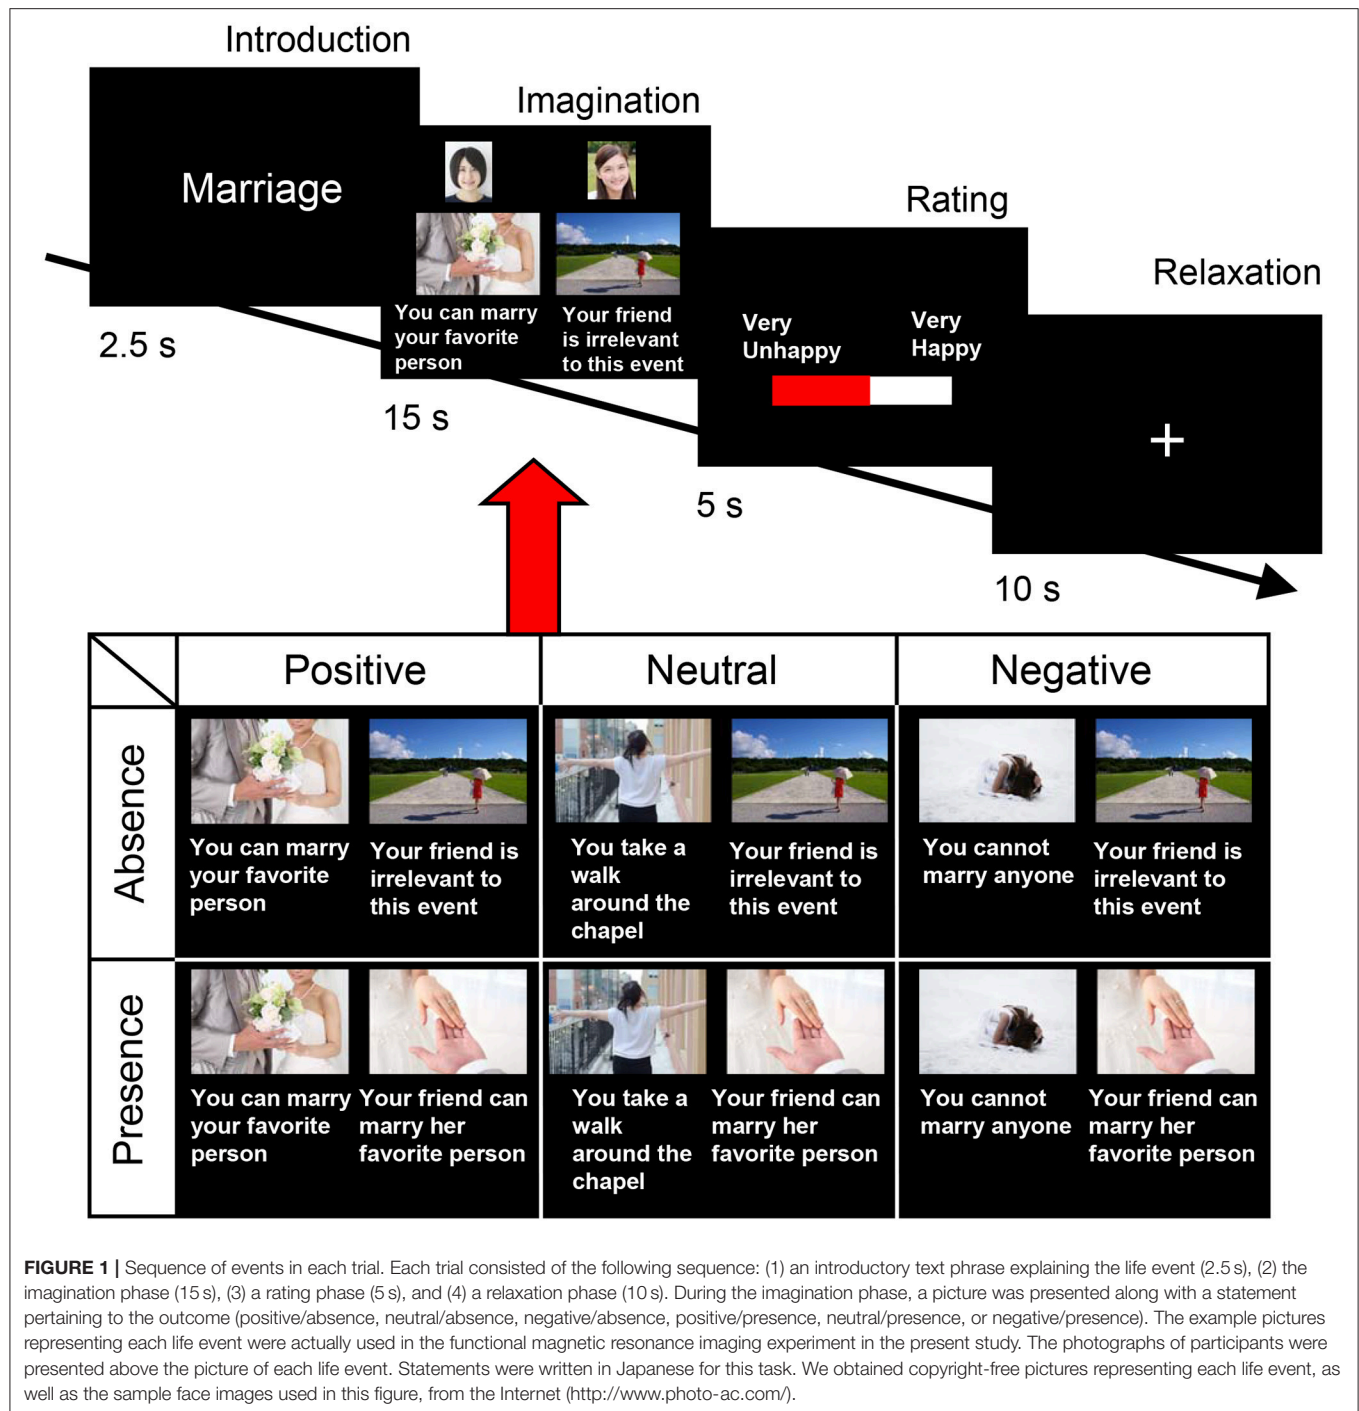 Introduction
Marriage
2.5 s
Imagination
You can marry
your favorite
person
Your friend
is irrelevant
to this event
15 s
Rating
Very
Unhappy
Very
Happy
5 s
Relaxation
10 s
Positive
Neutral
Negative
Absence
You can marry
your favorite
person
Your friend is
irrelevant to
this event
You take a
walk
around the
chapel
Your friend is
irrelevant to
this event
You cannot
marry anyone
Your friend is
irrelevant to
this event
Presence
You can marry
your favorite
person
Your friend can
marry her
favorite person
You take a
walk
around the
chapel
Your friend can
marry her
favorite person
You cannot
marry anyone
Your friend can
marry her
favorite person
FIGURE 1 | Sequence of events in each trial. Each trial consisted of the following sequence: (1) an introductory text phrase explaining the life event (2.5 s), (2) the
imagination phase (15 s), (3) a rating phase (5 s), and (4) a relaxation phase (10 s). During the imagination phase, a picture was presented along with a statement
pertaining to the outcome (positive/absence, neutral/absence, negative/absence, positive/presence, neutral/presence, or negative/presence). The example pictures
representing each life event were actually used in the functional magnetic resonance imaging experiment in the present study. The photographs of participants were
presented above the picture of each life event. Statements were written in Japanese for this task. We obtained copyright-free pictures representing each life event, as
well as the sample face images used in this figure, from the Internet (http://www.photo-ac.com/).